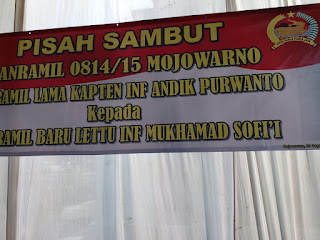 PISAH SAMBUT
ANRAMIL 0814/15 MOJOWARNO
RAMIL LAMA KAPTEN INF ANDIK PURWANTO
Kepada
RAMIL BARU LETTU INF MUKHAMAD SOFI'I